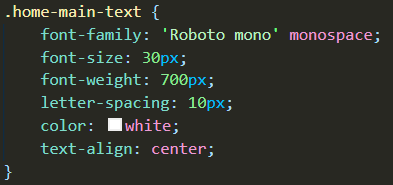 .home-main-text {
    font-family: 'Roboto mono' monospace;
    font-size: 30px;
    font-weight: 700px;
    letter-spacing: 10px;
    color: white;
    text-align: center;
}